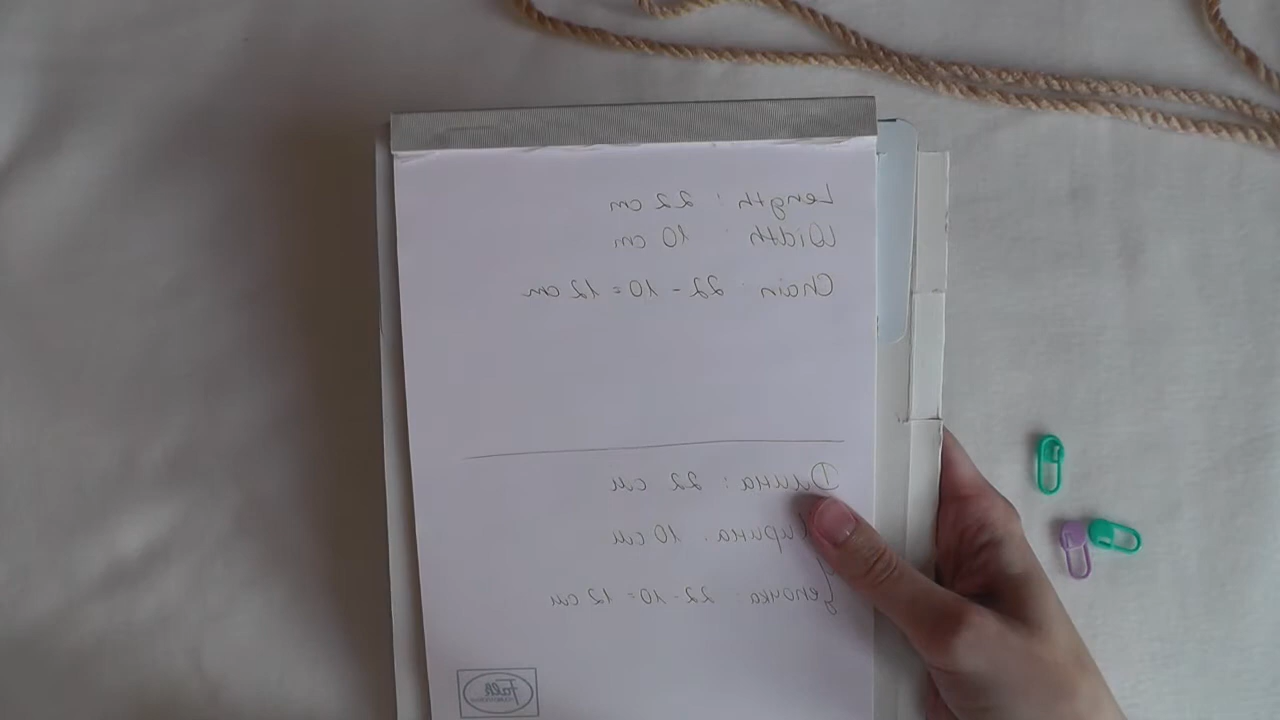 Length: 22 cm
Width 10 cm
Chain: 22 - 10 = 12 cm
Длина: 22 см
Ширина. 10 см
Цепочка: 22-10=12 см
Falk